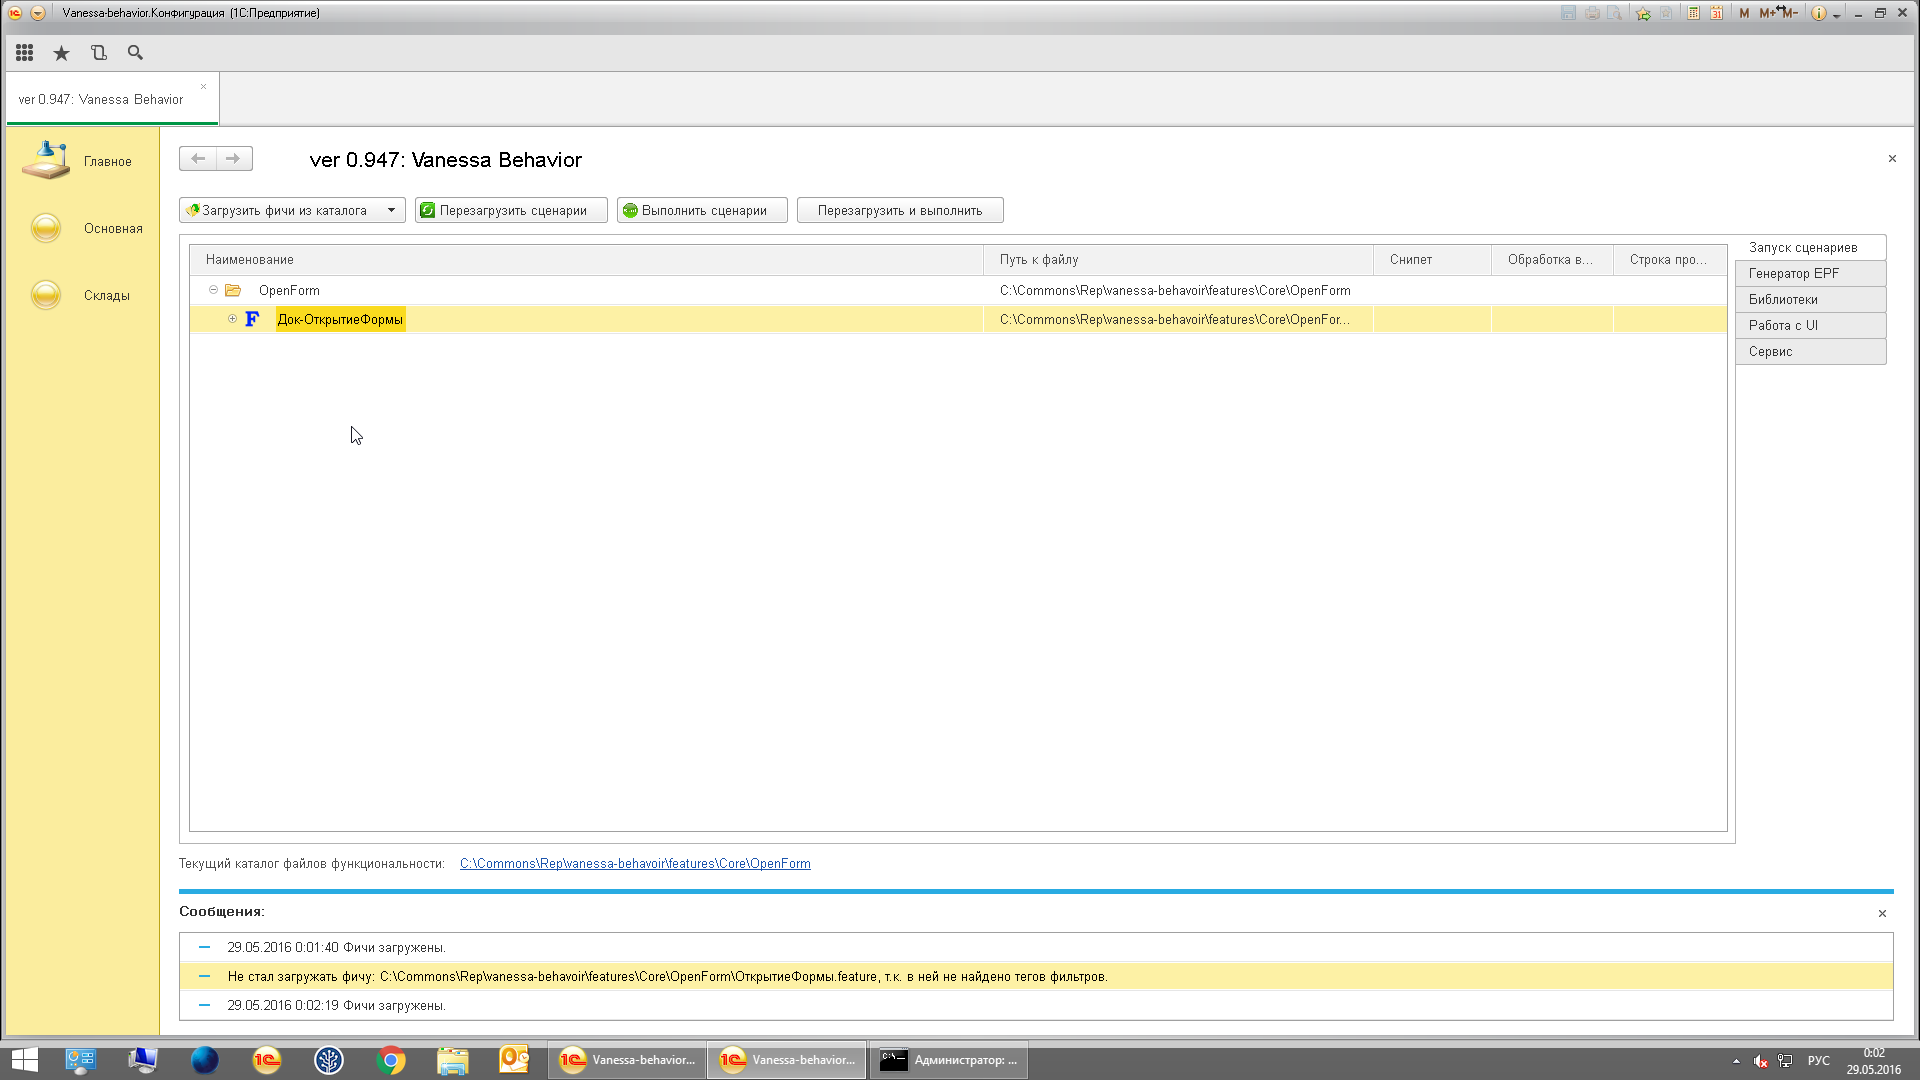 Vanessa-behavior.Конфигурация (1С:Предприятие)
M M+ M-
ver 0.947: Vanessa Behavior
Главное
Основная
Склады
ver 0.947: Vanessa Behavior
Загрузить фичи из каталога Перезагрузить сценарии Выполнить сценарии Перезагрузить и выполнить
Наименование Путь к файлу Снипет Обработка в... Строка про...
OpenForm C:\Commons\Rep\vanessa-behavoir\features\Core\OpenForm
Док-ОткрытиеФормы C:\Commons\Rep\vanessa-behavoir\features\Core\OpenFor...
Запуск сценариев
Генератор EPF
Библиотеки
Работа с UI
Сервис
Текущий каталог файлов функциональности: C:\Commons\Rep\vanessa-behavoir\features\Core\OpenForm
Сообщения:
29.05.2016 0:01:40 Фичи загружены.
Не стал загружать фичу: C:\Commons\Rep\vanessa-behavoir\features\Core\OpenForm\ОткрытиеФормы.feature, т.к. в ней не найдено тегов фильтров.
29.05.2016 0:02:19 Фичи загружены.
Vanessa-behavior... Vanessa-behavior... Администратор: ... РУС 0:02
29.05.2016